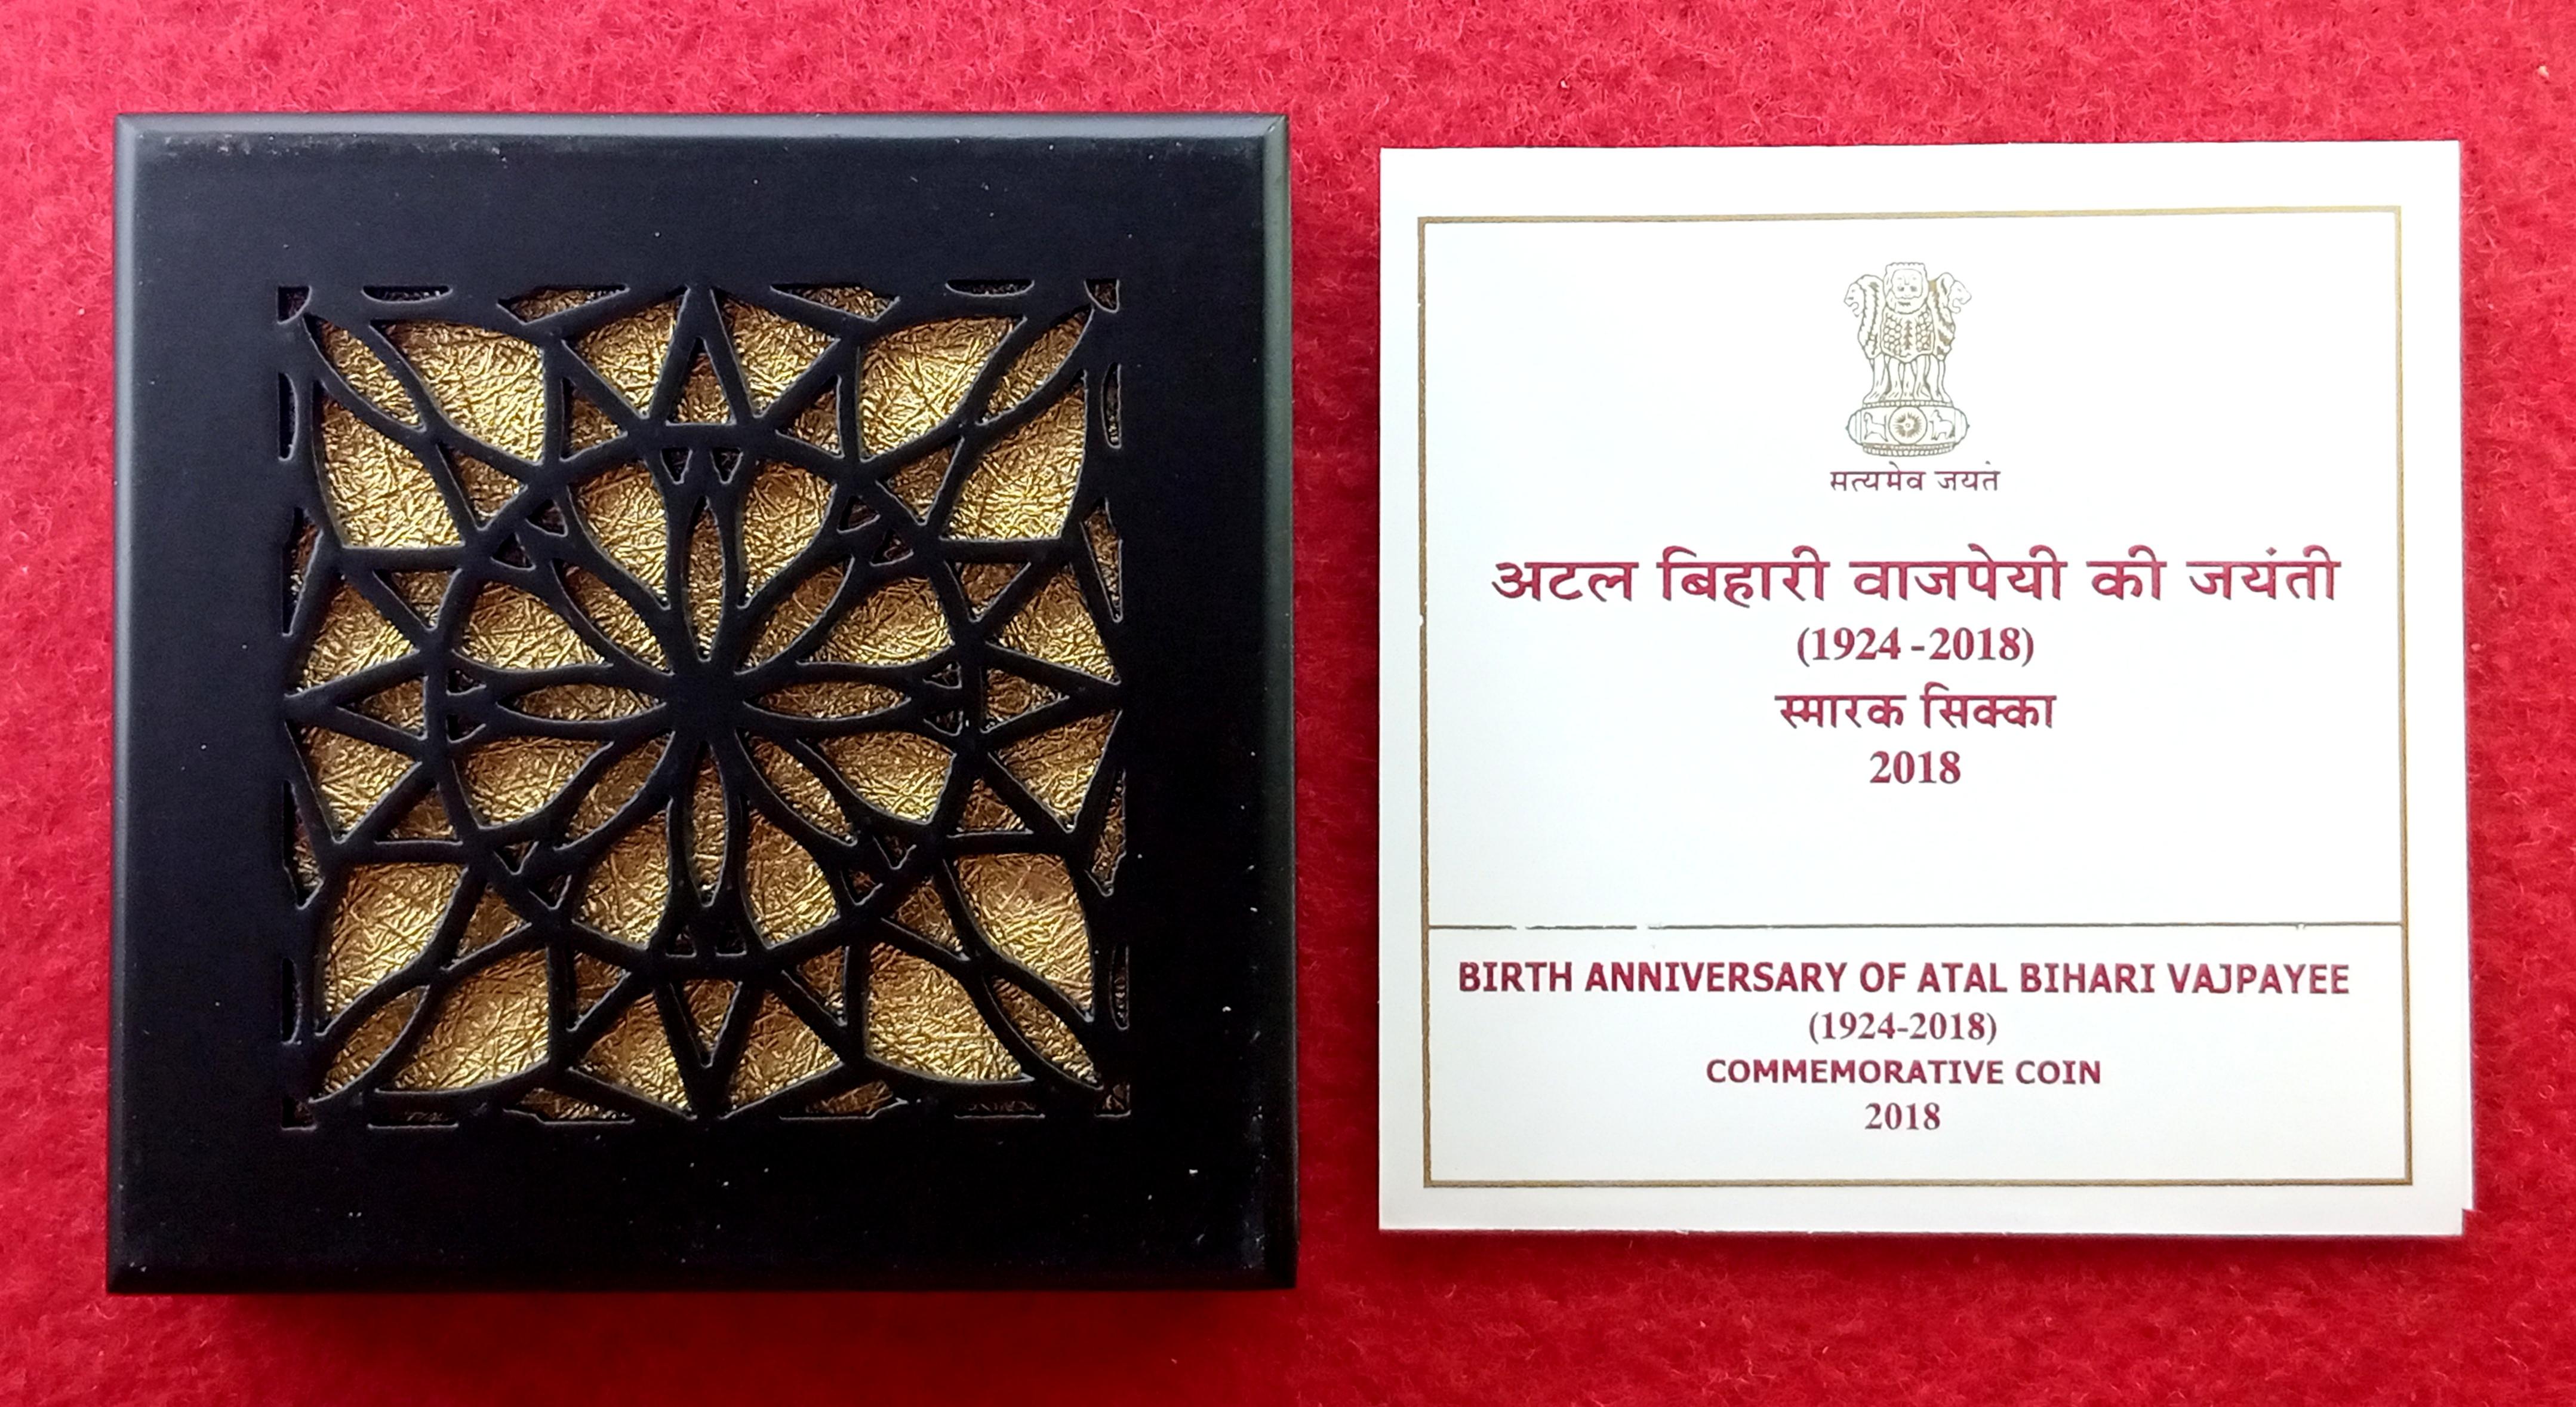 सत्यमेव जयते
अटल बिहारी वाजपेयी की जयंती
(1924-2018)
स्मारक सिक्का
2018
BIRTH ANNIVERSARY OF ATAL BIHARI VAJPAYEE
(1924-2018)
COMMEMORATIVE COIN
2018